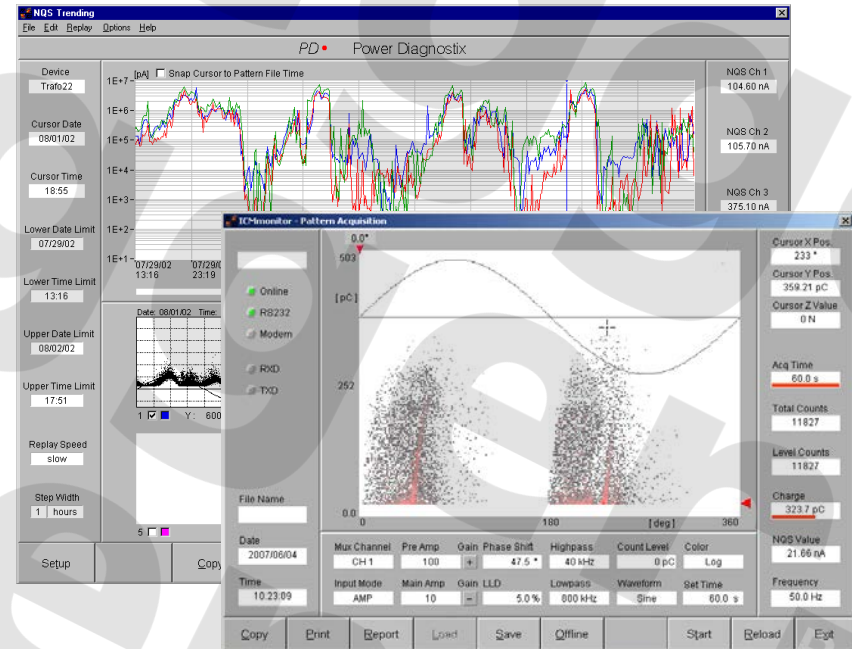 NQS Trending
File Edit Replay Options Help
PD• Power Diagnostix
Device
Trafo22
Cursor Date
08/01/02
Cursor Time
18:55
Lower Date Limit
07/29/02
Lower Time Limit
13:16
Upper Date Limit
08/02/02
Upper Time Limit
17:51
Replay Speed
slow
Step Width
1 hours
[pA] Snap Cursor to Pattern File Time
1E+7
1E+6
1E+5
1E+4
1E+3
1E+2
1E+1
07/29/02
13:16
23:19
NQS Ch 1
104.60 nA
NQS Ch 2
105.70 nA
NQS Ch 3
375.10 nA
Date: 08/01/02 Time:
1 Y: 600
5
Setup
ICMmonitor - Pattern Acquisition
Online
RS232
Modem
RXD
TXD
File Name
Date
2007/06/04
Time
10:23:09
0.0°
503
[pC]
252
0.0
0 180 [deg] 360
Cursor X Pos.
233 °
Cursor Y Pos.
359.21 pC
Cursor Z Value
0 N
Acq Time
60.0 s
Total Counts
11827
Level Counts
11827
Charge
323.7 pC
NQS Value
21.66 nA
Frequency
50.0 Hz
Mux Channel Pre Amp Gain Phase Shift Highpass Count Level Color
CH 1 100 + 47.5 ° 40 kHz 0 pC Log
Input Mode Main Amp Gain LLD Lowpass Waveform Set Time
AMP 10 − 5.0 % 800 kHz Sine 60.0 s
Copy Print Report Load Save Offline Start Reload Exit